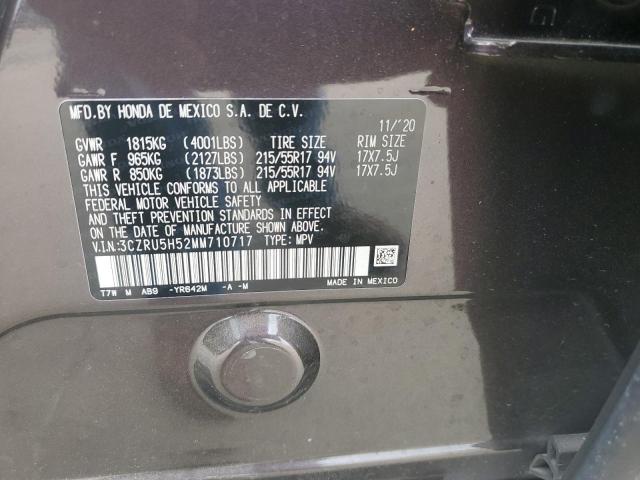 MFD.BY HONDA DE MEXICO S.A. DE C.V.
11/'20
GVWR 1815KG (4001LBS) TIRE SIZE RIM SIZE
GAWR F 965KG (2127LBS) 215/55R17 94V 17X7.5J
GAWR R 850KG (1873LBS) 215/55R17 94V 17X7.5J
THIS VEHICLE CONFORMS TO ALL APPLICABLE
FEDERAL MOTOR VEHICLE SAFETY
AND THEFT PREVENTION STANDARDS IN EFFECT
ON THE DATE OF MANUFACTURE SHOWN ABOVE.
V.I.N:3CZRU5H52MM710717 TYPE: MPV
T7W M AB9 -YR642M -A -M MADE IN MEXICO